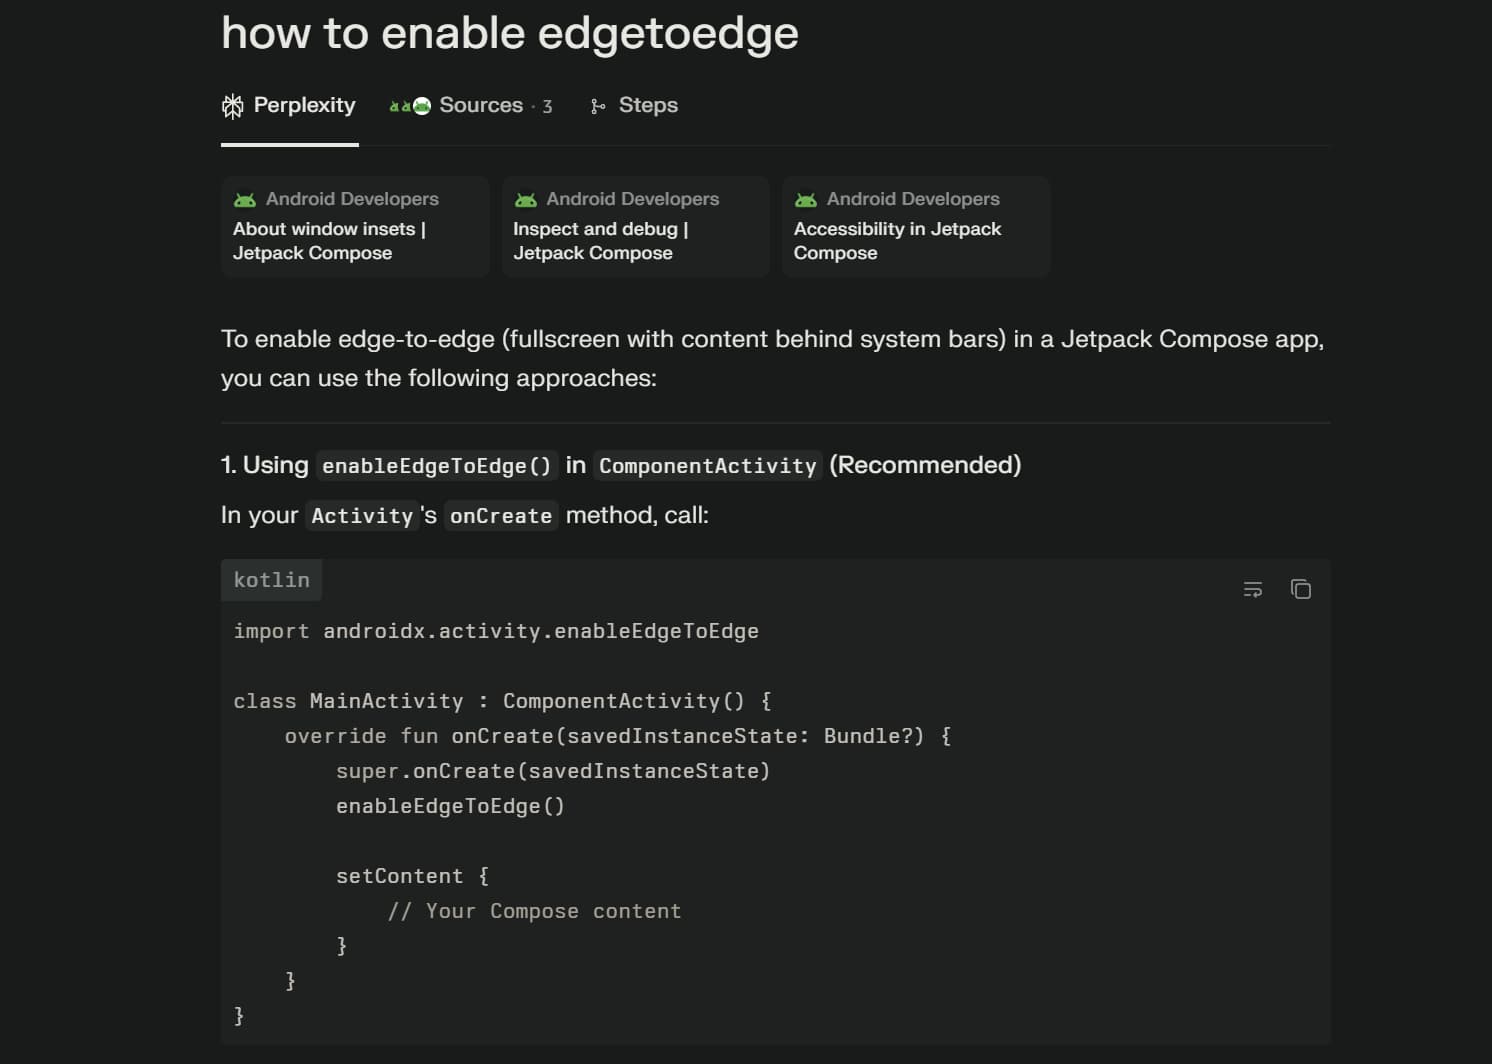 how to enable edgetoedge
Perplexity Sources · 3 Steps
Android Developers
About window insets |
Jetpack Compose
Android Developers
Inspect and debug |
Jetpack Compose
Android Developers
Accessibility in Jetpack
Compose
To enable edge-to-edge (fullscreen with content behind system bars) in a Jetpack Compose app,
you can use the following approaches:
1. Using enableEdgeToEdge() in ComponentActivity (Recommended)
In your Activity's onCreate method, call:
kotlin
import androidx.activity.enableEdgeToEdge

class MainActivity : ComponentActivity() {
    override fun onCreate(savedInstanceState: Bundle?) {
        super.onCreate(savedInstanceState)
        enableEdgeToEdge()

        setContent {
            // Your Compose content
        }
    }
}